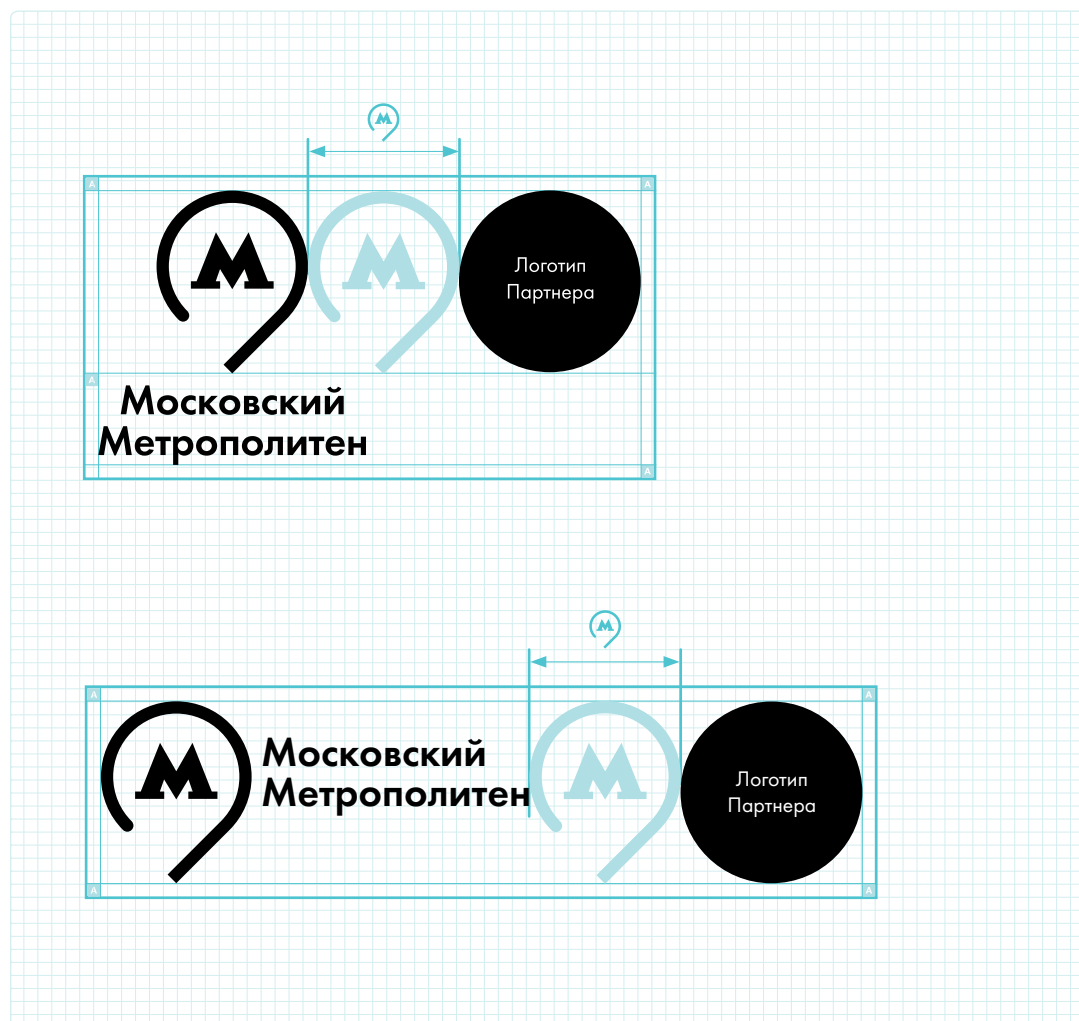 М
А
А
М
М
Логотип
Партнера
А
Московский
Метрополитен
А
М
А
А
М
Московский
Метрополитен
М
Логотип
Партнера
А
А